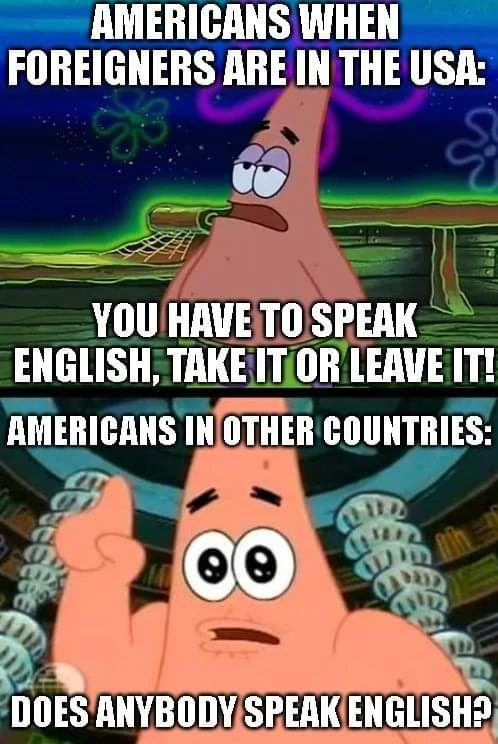 AMERICANS WHEN
FOREIGNERS ARE IN THE USA:
YOU HAVE TO SPEAK
ENGLISH, TAKE IT OR LEAVE IT!
AMERICANS IN OTHER COUNTRIES:
DOES ANYBODY SPEAK ENGLISH?